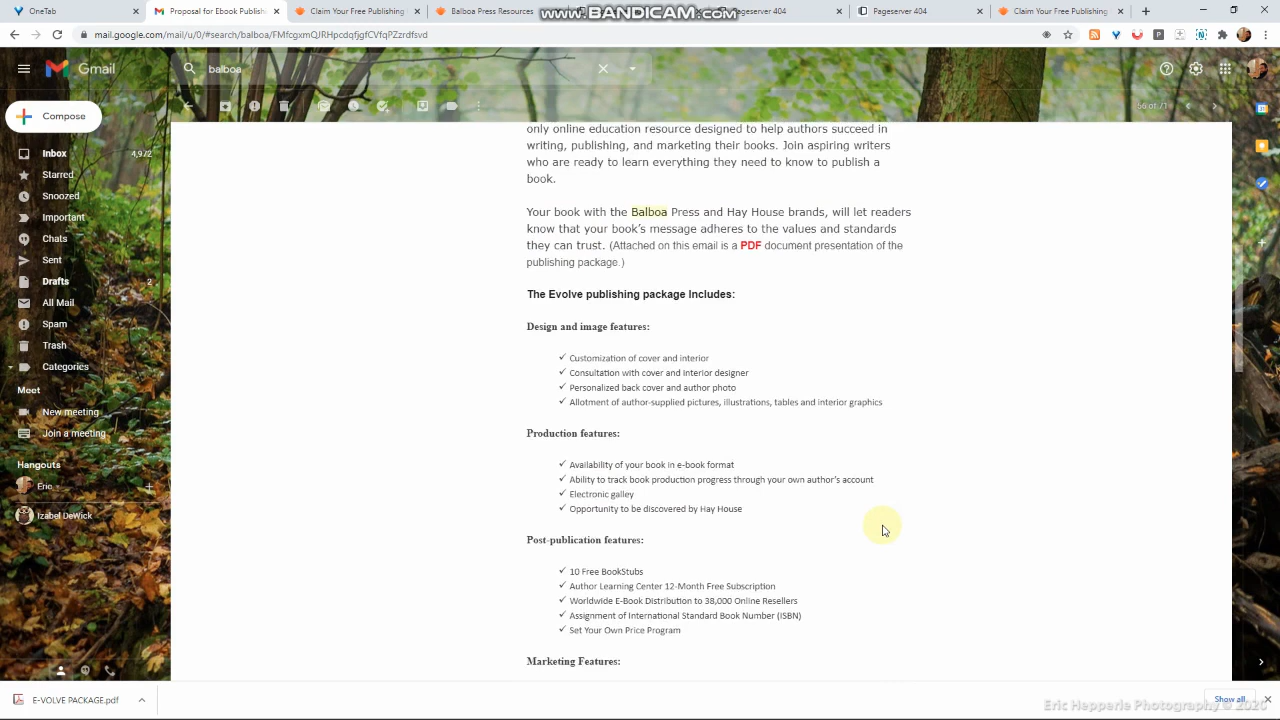 OneTab
Proposal for Ebook Publish
Claim Your Free Publishing
Balboa Press Resources
www.BANDICAM.com
Pageserver 404
Pageserver 404
Claim Your Free Publishing
mail.google.com/mail/u/0/#search/balboa/FMfcgxmQJRHpcdqfjgfCVfqPZzrdfsvd
Gmail
balboa
56 of 71
Compose
Inbox 4,972
Starred
Snoozed
Important
Chats
Sent
Drafts 2
All Mail
Spam
Trash
Categories
Meet
New meeting
Join a meeting
Hangouts
Eric
Izabel DeWick
only online education resource designed to help authors succeed in
writing, publishing, and marketing their books. Join aspiring writers
who are ready to learn everything they need to know to publish a
book.
Your book with the Balboa Press and Hay House brands, will let readers
know that your book's message adheres to the values and standards
they can trust. (Attached on this email is a PDF document presentation of the
publishing package.)
The Evolve publishing package Includes:
Design and image features:
✓ Customization of cover and interior
✓ Consultation with cover and interior designer
✓ Personalized back cover and author photo
✓ Allotment of author-supplied pictures, illustrations, tables and interior graphics
Production features:
✓ Availability of your book in e-book format
✓ Ability to track book production progress through your own author's account
✓ Electronic galley
✓ Opportunity to be discovered by Hay House
Post-publication features:
✓ 10 Free BookStubs
✓ Author Learning Center 12-Month Free Subscription
✓ Worldwide E-Book Distribution to 38,000 Online Resellers
✓ Assignment of International Standard Book Number (ISBN)
✓ Set Your Own Price Program
Marketing Features:
E-VOLVE PACKAGE.pdf
Show all
Eric Hepperle Photography © 2020